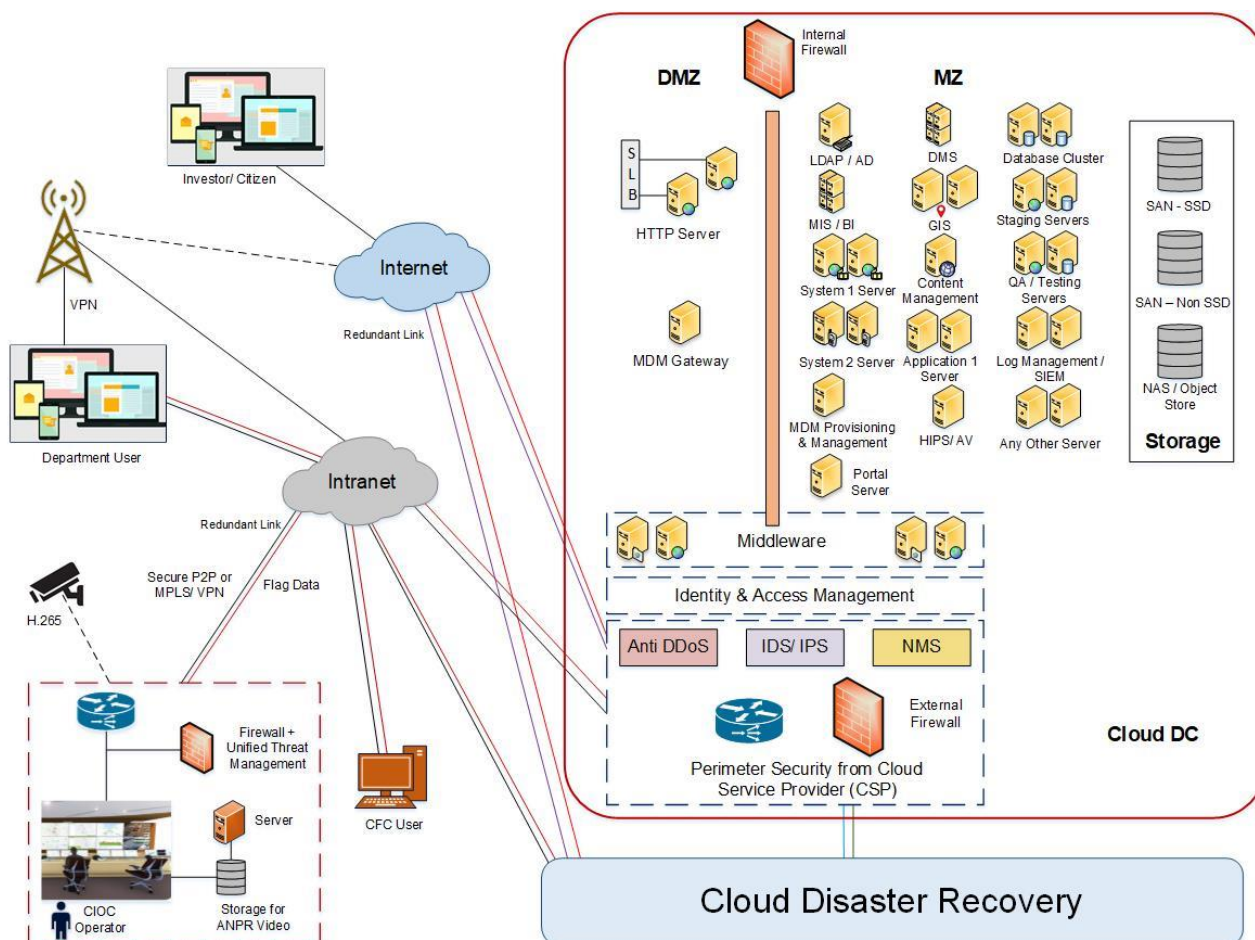 Internal
Firewall
DMZ
MZ
Investor/ Citizen
S
L
B
HTTP Server
MDM Gateway
LDAP / AD
DMS
Database Cluster
MIS / BI
GIS
Staging Servers
System 1 Server
Content
Management
QA / Testing
Servers
System 2 Server
Application 1
Server
Log Management /
SIEM
MDM Provisioning
& Management
HIPS/ AV
Any Other Server
Portal
Server
SAN - SSD
SAN – Non SSD
NAS / Object
Store
Storage
Internet
VPN
Redundant Link
Department User
Intranet
Redundant Link
Secure P2P or
MPLS/ VPN
Flag Data
H.265
Middleware
Identity & Access Management
Anti DDoS
IDS/ IPS
NMS
External
Firewall
Perimeter Security from Cloud
Service Provider (CSP)
Cloud DC
Firewall +
Unified Threat
Management
Server
CFC User
CIOC
Operator
Storage for
ANPR Video
Cloud Disaster Recovery